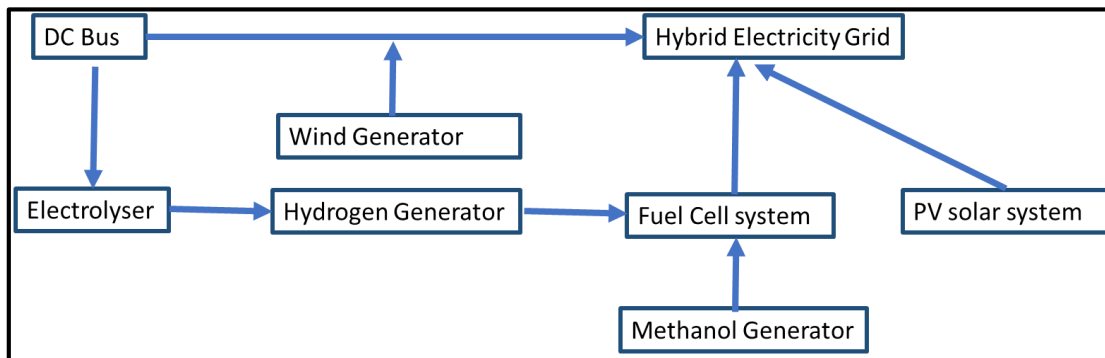 DC Bus
Hybrid Electricity Grid
Wind Generator
Electrolyser
Hydrogen Generator
Fuel Cell system
PV solar system
Methanol Generator